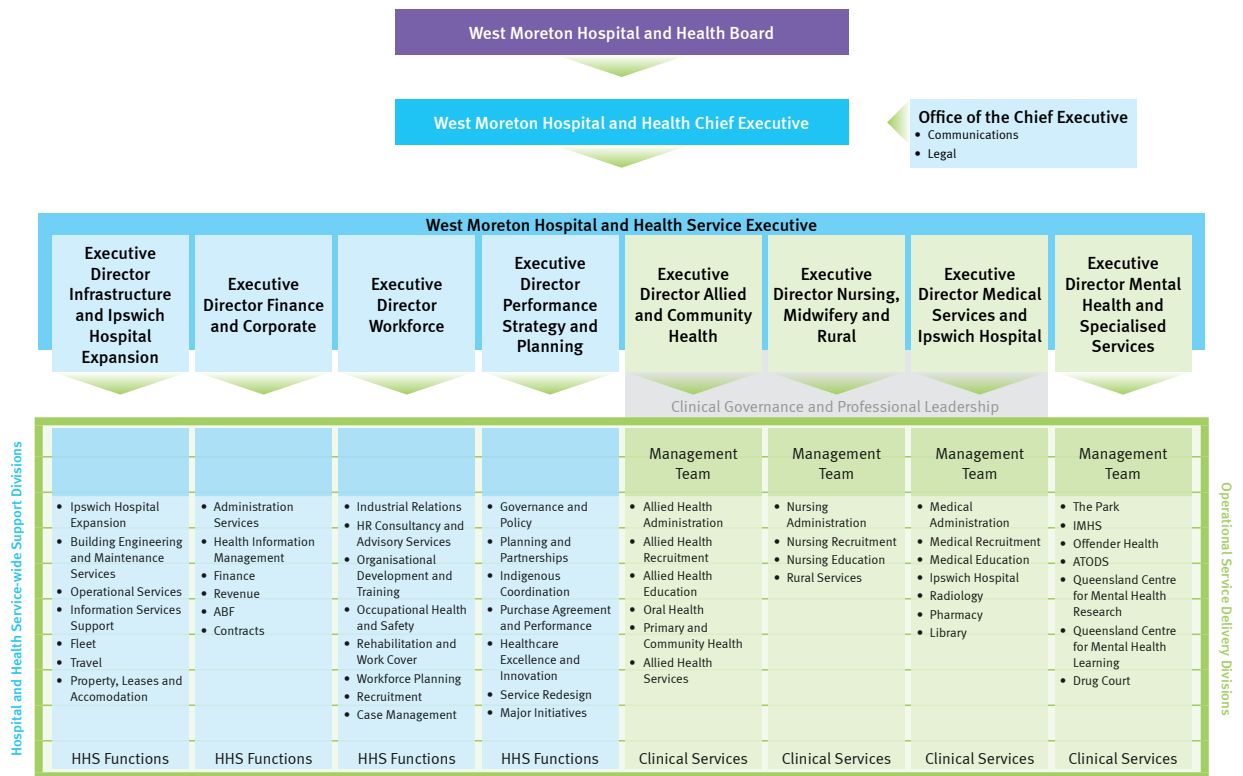 West Moreton Hospital and Health Board
West Moreton Hospital and Health Chief Executive
Office of the Chief Executive
• Communications
• Legal
West Moreton Hospital and Health Service Executive
Executive
Director
Infrastructure
and Ipswich
Hospital
Expansion
Executive
Director Finance
and Corporate
Executive
Director
Workforce
Executive
Director
Performance
Strategy and
Planning
Executive
Director Allied
and Community
Health
Executive
Director Nursing,
Midwifery and
Rural
Executive
Director Medical
Services and
Ipswich Hospital
Executive
Director Mental
Health and
Specialised
Services
Clinical Governance and Professional Leadership
Hospital and Health Service-wide Support Divisions
• Ipswich Hospital
Expansion
• Building Engineering
and Maintenance
Services
• Operational Services
• Information Services
Support
• Fleet
• Travel
• Property, Leases and
Accomodation
HHS Functions
• Administration
Services
• Health Information
Management
• Finance
• Revenue
• ABF
• Contracts
HHS Functions
• Industrial Relations
• HR Consultancy and
Advisory Services
• Organisational
Development and
Training
• Occupational Health
and Safety
• Rehabilitation and
Work Cover
• Workforce Planning
• Recruitment
• Case Management
HHS Functions
• Governance and
Policy
• Planning and
Partnerships
• Indigenous
Coordination
• Purchase Agreement
and Performance
• Healthcare
Excellence and
Innovation
• Service Redesign
• Major Initiatives
HHS Functions
Management
Team
• Allied Health
Administration
• Allied Health
Recruitment
• Allied Health
Education
• Oral Health
• Primary and
Community Health
• Allied Health
Services
Clinical Services
Management
Team
• Nursing
Administration
• Nursing Recruitment
• Nursing Education
• Rural Services
Clinical Services
Management
Team
• Medical
Administration
• Medical Recruitment
• Medical Education
• Ipswich Hospital
• Radiology
• Pharmacy
• Library
Clinical Services
Management
Team
• The Park
• IMHS
• Offender Health
• ATODS
• Queensland Centre
for Mental Health
Research
• Queensland Centre
for Mental Health
Learning
• Drug Court
Clinical Services
Operational Service Delivery Divisions